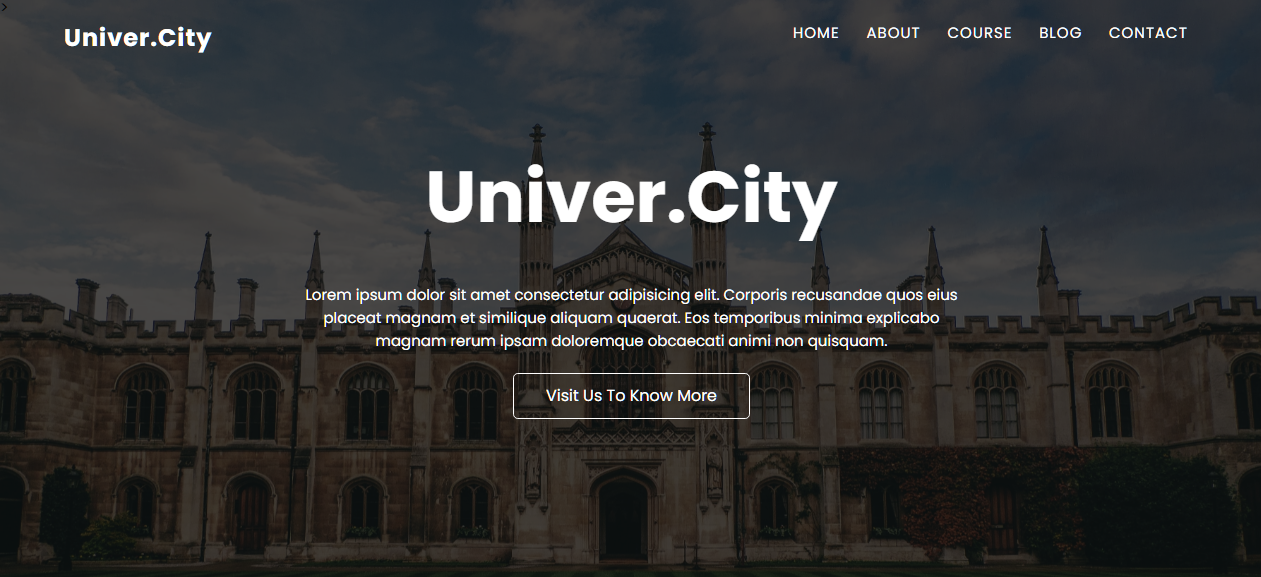 >
Univer.City
HOME ABOUT COURSE BLOG CONTACT
Univer.City
Lorem ipsum dolor sit amet consectetur adipisicing elit. Corporis recusandae quos eius
placeat magnam et similique aliquam quaerat. Eos temporibus minima explicabo
magnam rerum ipsam doloremque obcaecati animi non quisquam.
Visit Us To Know More